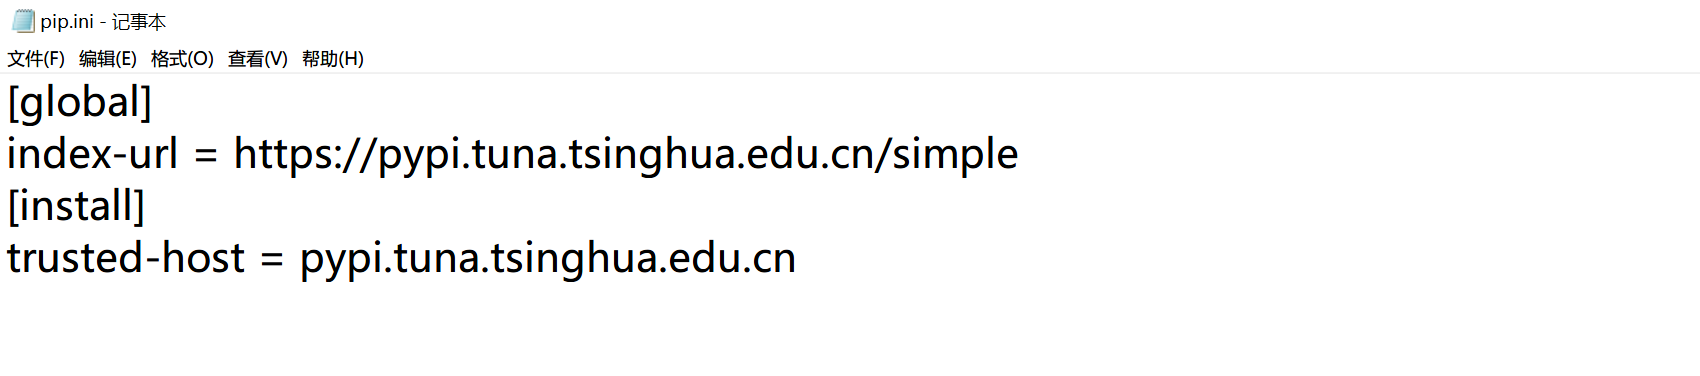 pip.ini - 记事本
文件(F) 编辑(E) 格式(O) 查看(V) 帮助(H)
[global]
index-url = https://pypi.tuna.tsinghua.edu.cn/simple
[install]
trusted-host = pypi.tuna.tsinghua.edu.cn